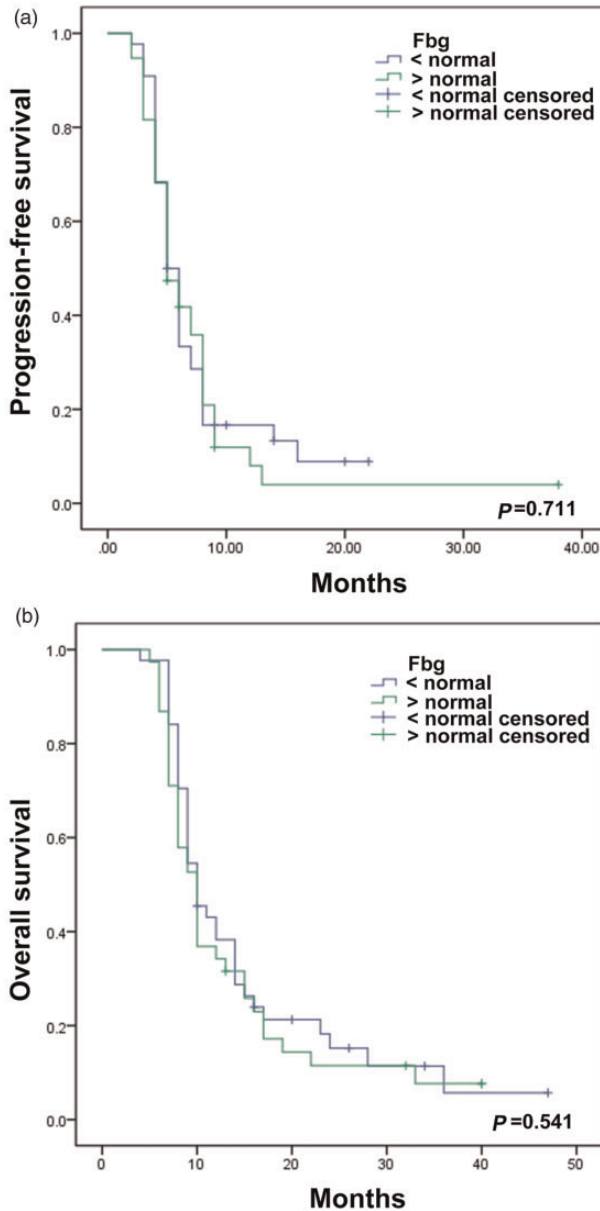 (a)
Fbg
< normal
> normal
< normal censored
> normal censored
1.0
0.8
0.6
0.4
0.2
0.0
Progression-free survival
P=0.711
.00 10.00 20.00 30.00 40.00
Months
(b)
Fbg
< normal
> normal
< normal censored
> normal censored
1.0
0.8
0.6
0.4
0.2
0.0
Overall survival
P=0.541
0 10 20 30 40 50
Months